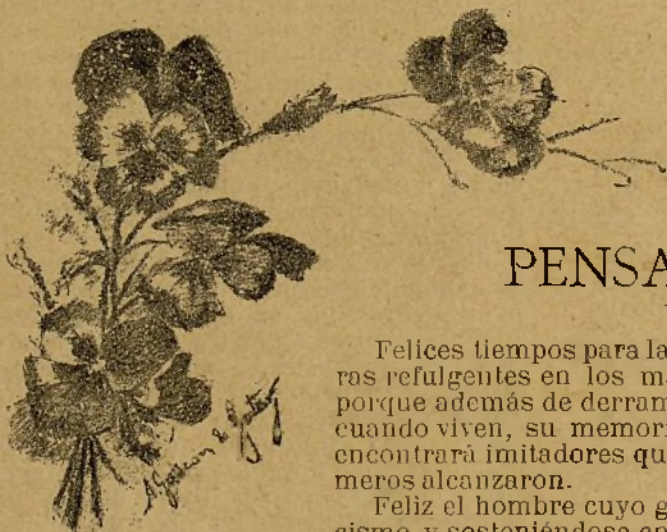 PENSA
Felices tiempos para la
ras refulgentes en los m
porque además de derram
cuando viven, su memori
encontrará imitadores qu
meros alcanzaron.
Feliz el hombre cuyo g